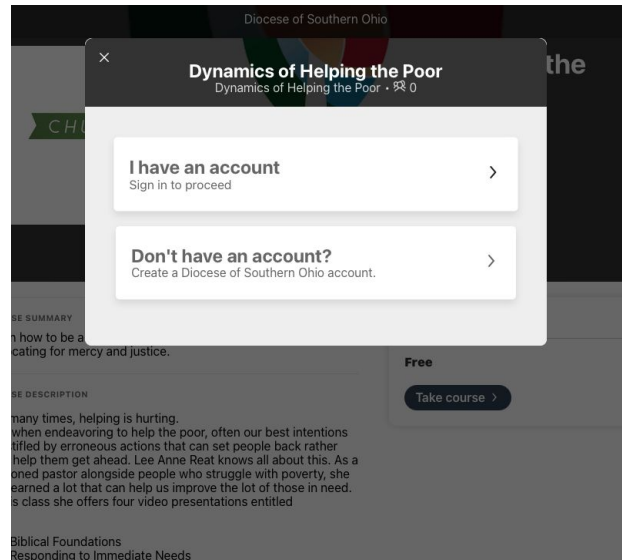 Diocese of Southern Ohio
the
Dynamics of Helping the Poor
Dynamics of Helping the Poor • 0
CHU
I have an account
Sign in to proceed
Don't have an account?
Create a Diocese of Southern Ohio account.
SE SUMMARY
how to be a
cating for mercy and justice.
Free
Take course
SE DESCRIPTION
many times, helping is hurting.
when endeavoring to help the poor, often our best intentions
tified by erroneous actions that can set people back rather
help them get ahead. Lee Anne Reat knows all about this. As a
oned pastor alongside people who struggle with poverty, she
earned a lot that can help us improve the lot of those in need.
s class she offers four video presentations entitled
Biblical Foundations
Responding to Immediate Needs